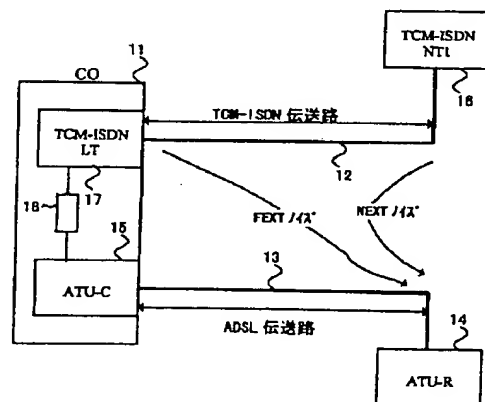 CO
11
TCM-ISDN
NT1
16
TCM-ISDN 伝送路
TCM-ISDN
LT
17
12
18
FEXT ノイズ
NEXT ノイズ
15
13
ATU-C
ADSL 伝送路
14
ATU-R